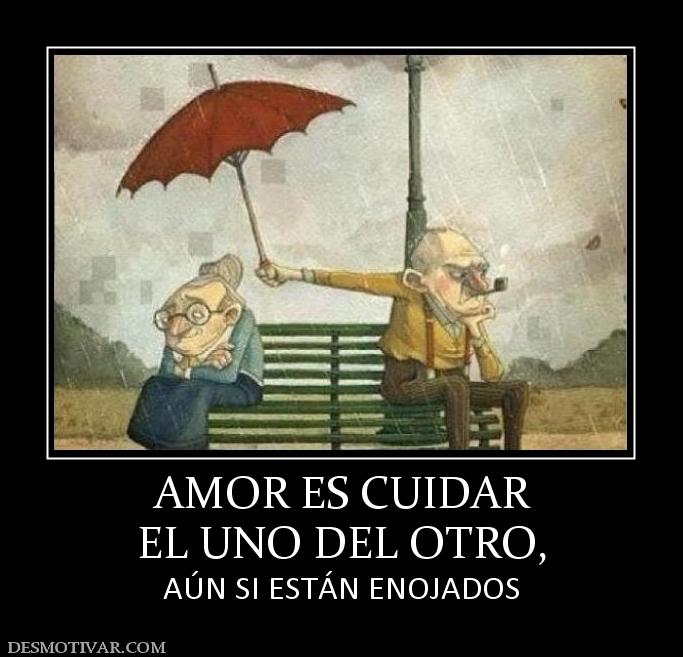 AMOR ES CUIDAR
EL UNO DEL OTRO,
AÚN SI ESTÁN ENOJADOS
DESMOTIVAR.COM